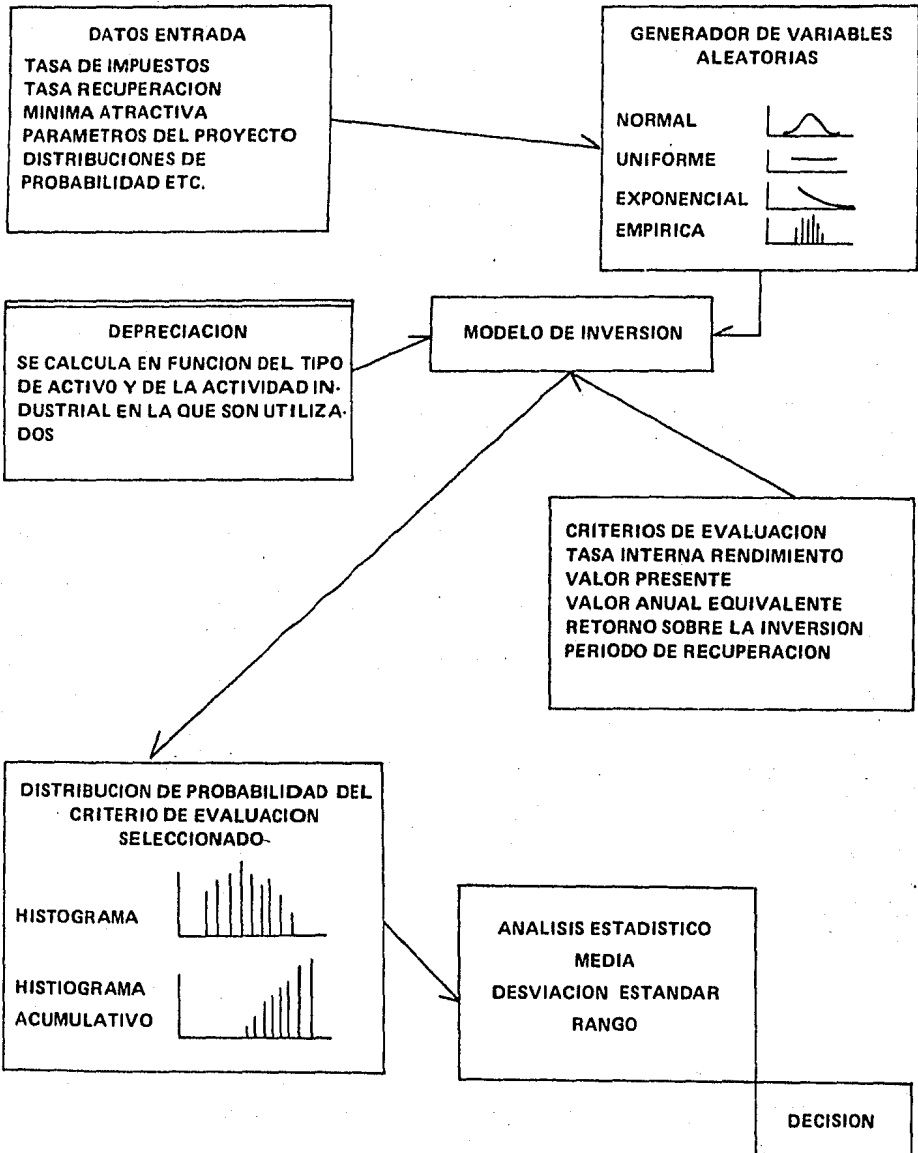 DATOS ENTRADA
TASA DE IMPUESTOS
TASA RECUPERACION
MINIMA ATRACTIVA
PARAMETROS DEL PROYECTO
DISTRIBUCIONES DE
PROBABILIDAD ETC.
GENERADOR DE VARIABLES
ALEATORIAS
NORMAL
UNIFORME
EXPONENCIAL
EMPIRICA
DEPRECIACION
SE CALCULA EN FUNCION DEL TIPO
DE ACTIVO Y DE LA ACTIVIDAD IN-
DUSTRIAL EN LA QUE SON UTILIZA-
DOS
MODELO DE INVERSION
CRITERIOS DE EVALUACION
TASA INTERNA RENDIMIENTO
VALOR PRESENTE
VALOR ANUAL EQUIVALENTE
RETORNO SOBRE LA INVERSION
PERIODO DE RECUPERACION
DISTRIBUCION DE PROBABILIDAD DEL
CRITERIO DE EVALUACION
SELECCIONADO
HISTOGRAMA
HISTIOGRAMA
ACUMULATIVO
ANALISIS ESTADISTICO
MEDIA
DESVIACION ESTANDAR
RANGO
DECISION